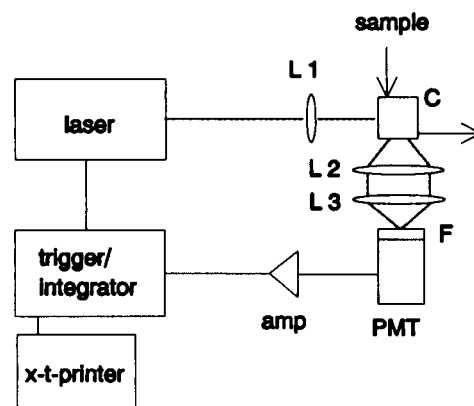 sample
L 1
C
laser
L 2
L 3
F
trigger/
integrator
amp
PMT
x-t-printer